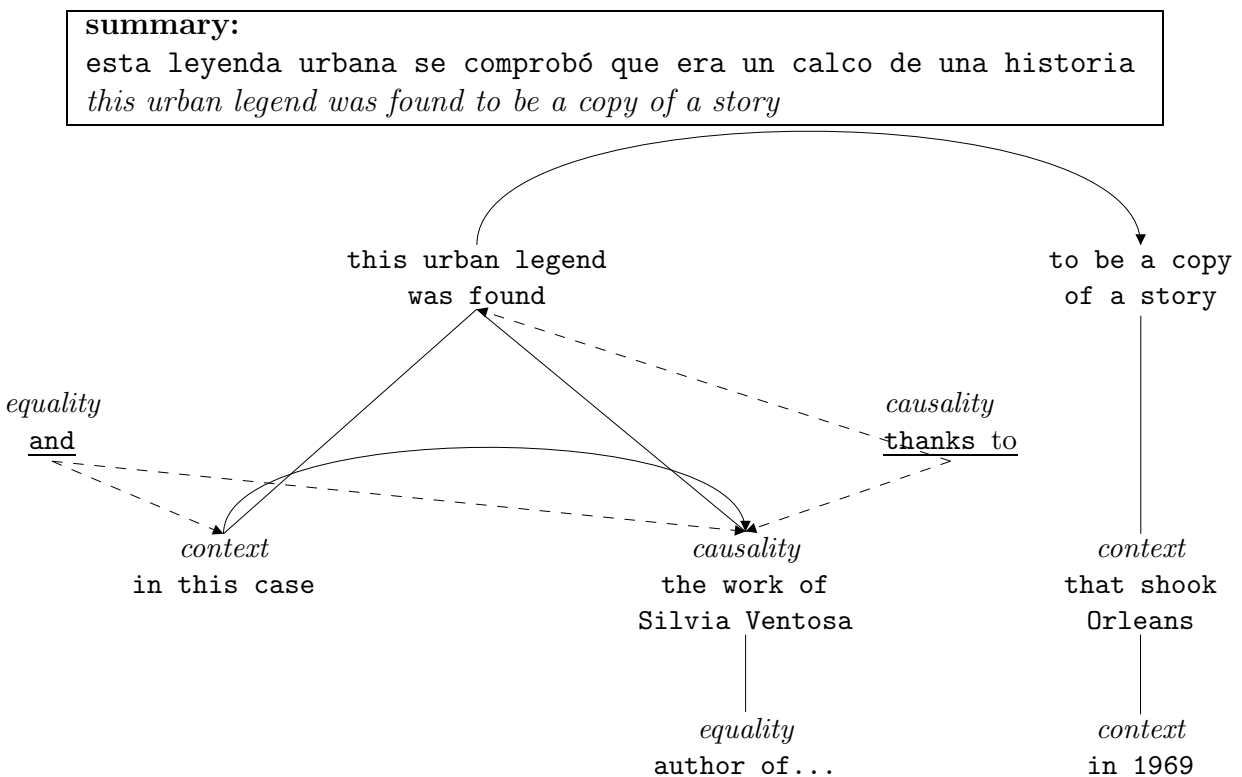 summary:
esta leyenda urbana se comprobó que era un calco de una historia
this urban legend was found to be a copy of a story
this urban legend
was found
to be a copy
of a story
equality
and
causality
thanks to
context
in this case
causality
the work of
Silvia Ventosa
context
that shook
Orleans
equality
author of...
context
in 1969